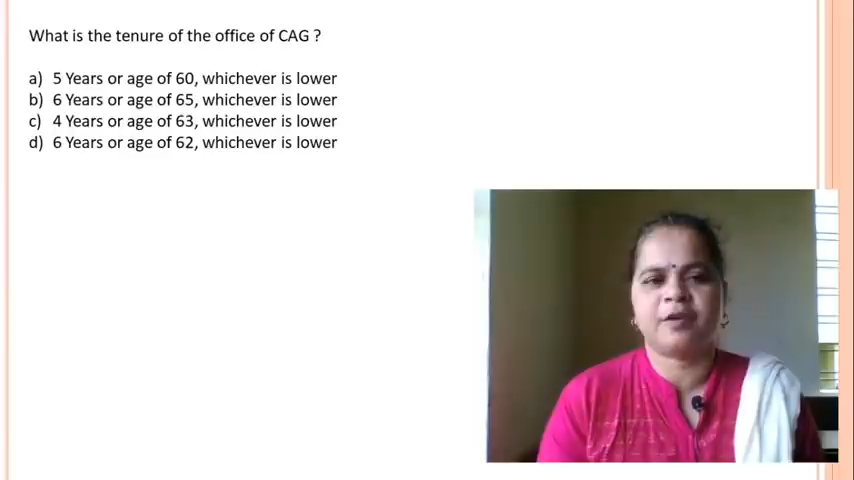 What is the tenure of the office of CAG ?
a) 5 Years or age of 60, whichever is lower
b) 6 Years or age of 65, whichever is lower
c) 4 Years or age of 63, whichever is lower
d) 6 Years or age of 62, whichever is lower